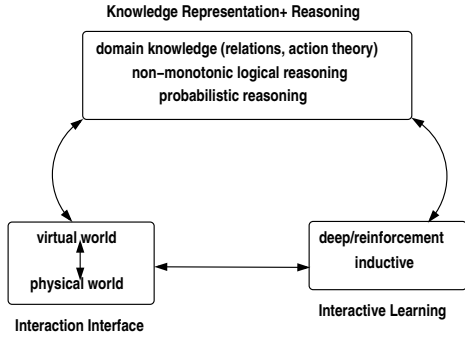 Knowledge Representation+ Reasoning
domain knowledge (relations, action theory)
non−monotonic logical reasoning
probabilistic reasoning
virtual world
physical world
Interaction Interface
deep/reinforcement
inductive
Interactive Learning